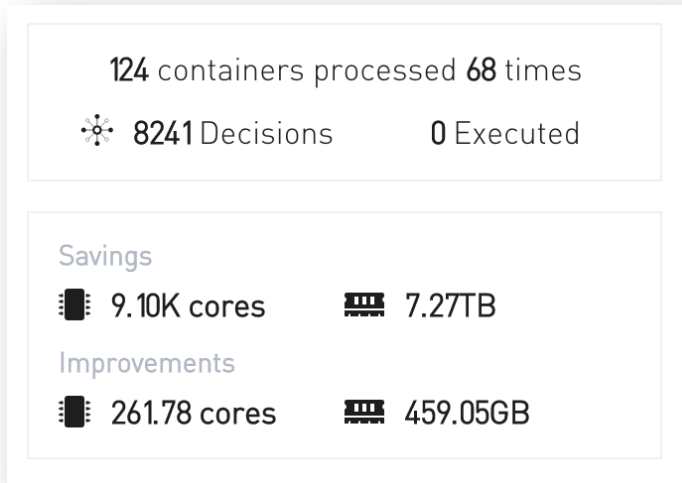 124 containers processed 68 times
8241 Decisions 0 Executed
Savings
9.10K cores 7.27TB
Improvements
261.78 cores 459.05GB